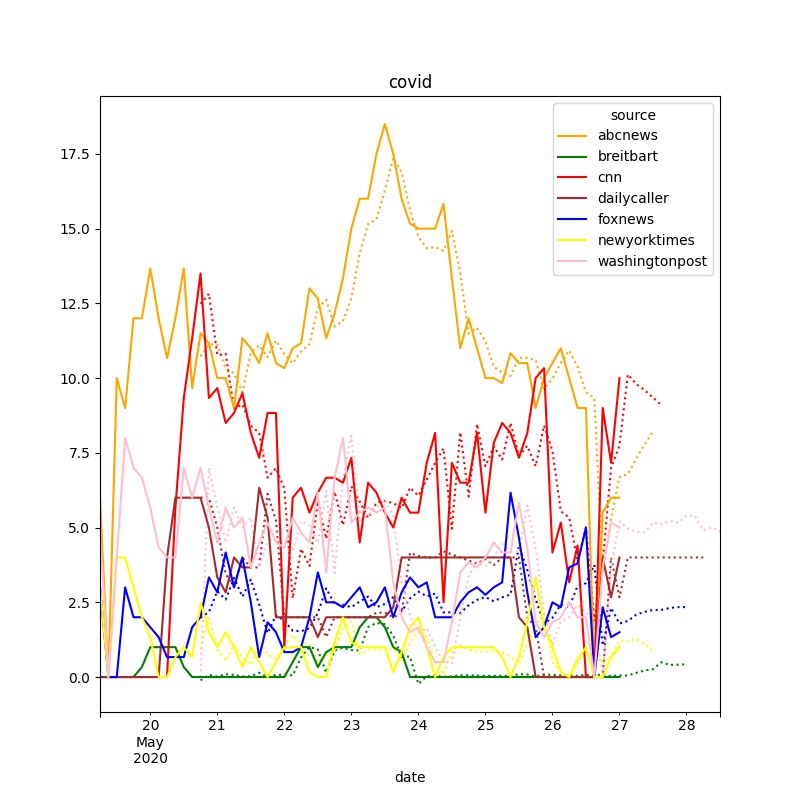 covid
source
abcnews
breitbart
cnn
dailycaller
foxnews
newyorktimes
washingtonpost
17.5
15.0
12.5
10.0
7.5
5.0
2.5
0.0
20 21 22 23 24 25 26 27 28
May
2020
date